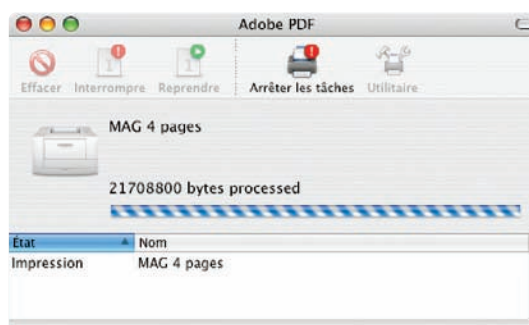 Adobe PDF
Effacer Interrompre Reprendre Arrêter les tâches Utilitaire
MAG 4 pages
21708800 bytes processed
État Nom
Impression MAG 4 pages